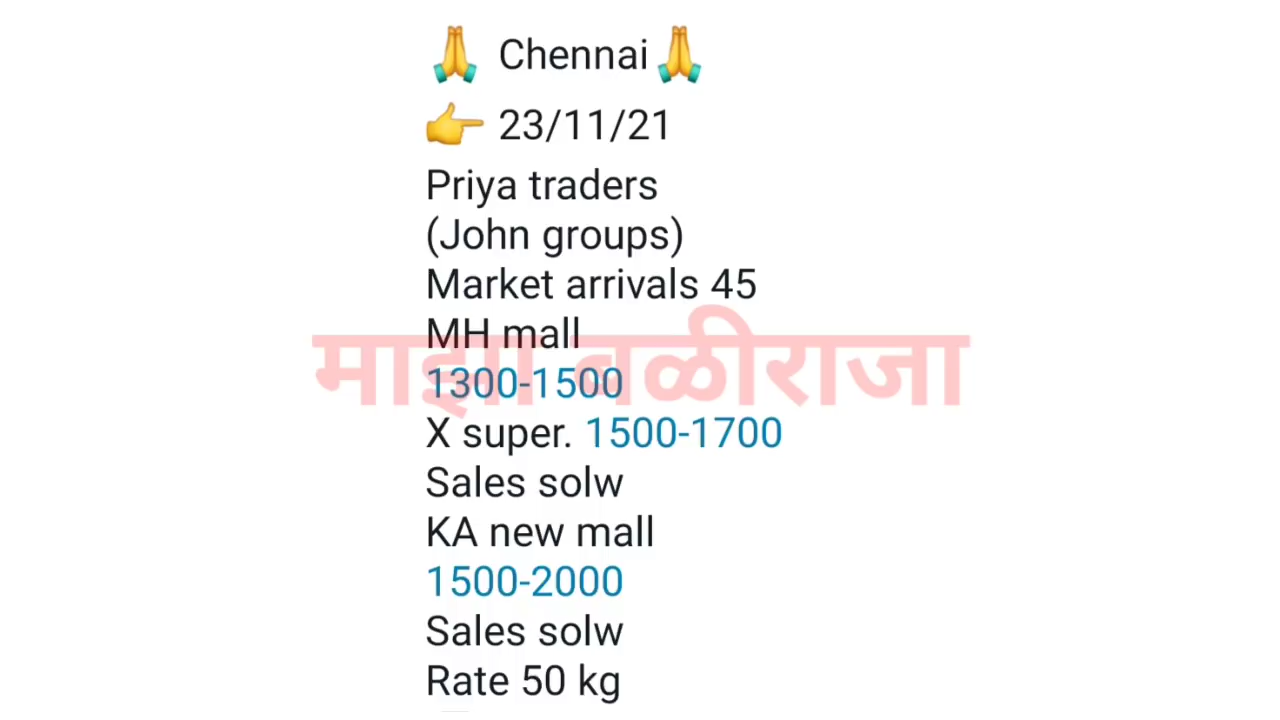 🙏 Chennai🙏
👉 23/11/21
Priya traders
(John groups)
Market arrivals 45
MH mall
माझा बळीराजा
1300-1500
X super. 1500-1700
Sales solw
KA new mall
1500-2000
Sales solw
Rate 50 kg